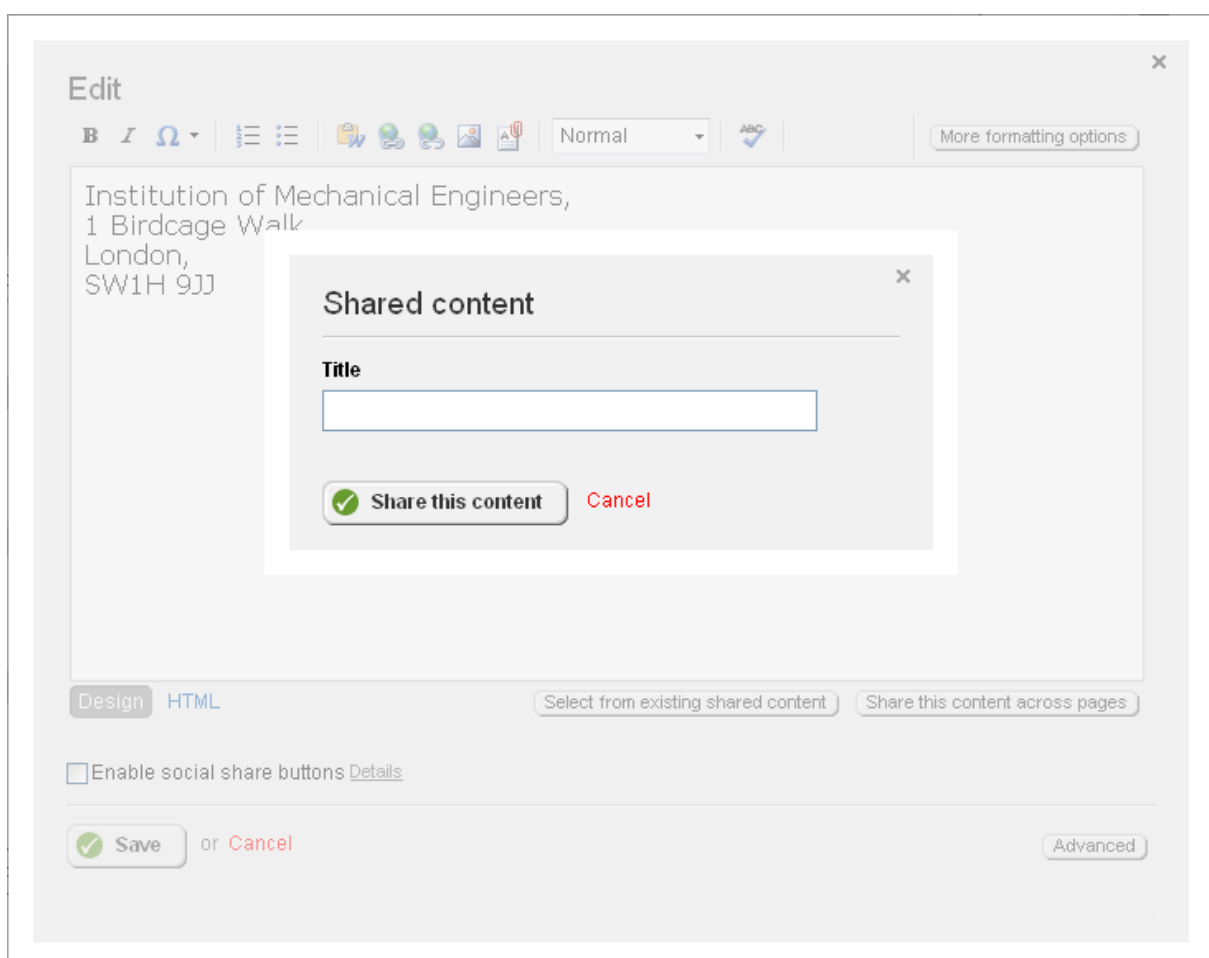 Edit
B I Ω Normal ABC More formatting options
Institution of Mechanical Engineers,
1 Birdcage Walk
London,
SW1H 9JJ
Shared content
Title
Share this content Cancel
Design HTML Select from existing shared content Share this content across pages
Enable social share buttons Details
Save or Cancel Advanced